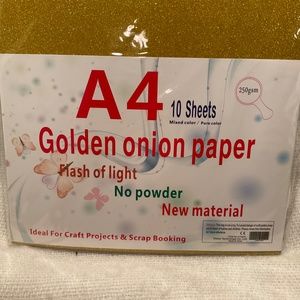 A4 10 Sheets
Mixed color / Pure color
250gsm
Golden onion paper
Flash of light
No powder
New material
Ideal For Craft Projects & Scrap Booking